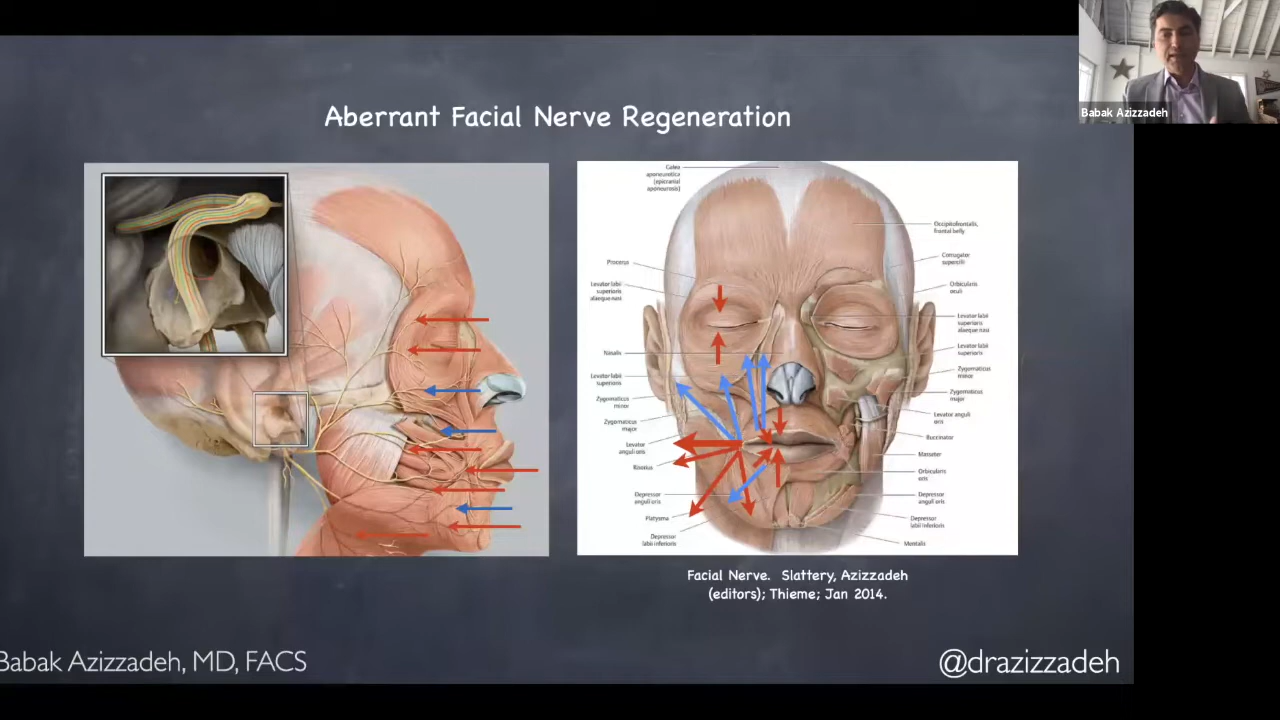 Babak Azizzadeh
Aberrant Facial Nerve Regeneration
Galea
aponeurotica
(epicranial
aponeurosis)
Procerus
Levator labii
superioris
alaeque nasi
Nasalis
Levator labii
superioris
Zygomaticus
minor
Zygomaticus
major
Levator
anguli oris
Risorius
Depressor
anguli oris
Platysma
Depressor
labii inferioris
Occipitofrontalis,
frontal belly
Corrugator
supercilii
Orbicularis
oculi
Levator labii
superioris
alaeque nasi
Levator labii
superioris
Zygomaticus
minor
Zygomaticus
major
Levator anguli
oris
Buccinator
Masseter
Orbicularis
oris
Depressor
anguli oris
Depressor
labii inferioris
Mentalis
Facial Nerve. Slattery, Azizzadeh
(editors); Thieme; Jan 2014.
Babak Azizzadeh, MD, FACS
@drazizzadeh